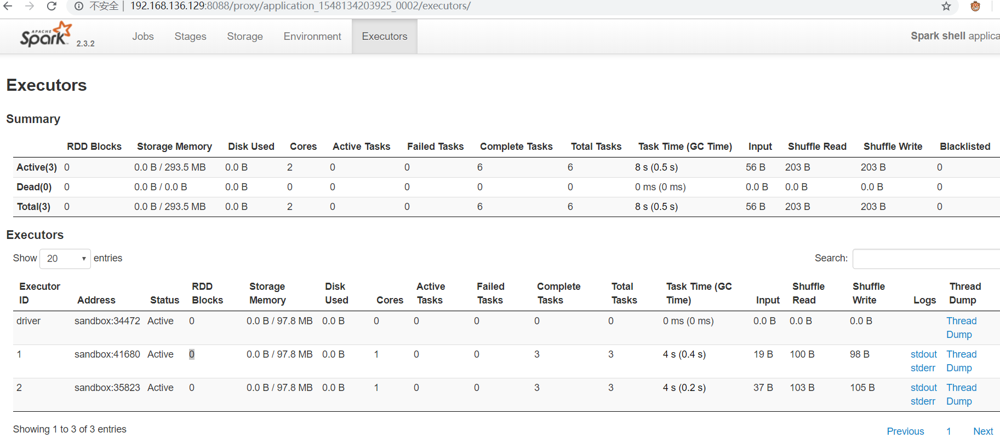 不安全 192.168.136.129:8088/proxy/application_1548134203925_0002/executors/
APACHE Spark 2.3.2 Jobs Stages Storage Environment Executors Spark shell applica
Executors
Summary
RDD Blocks Storage Memory Disk Used Cores Active Tasks Failed Tasks Complete Tasks Total Tasks Task Time (GC Time) Input Shuffle Read Shuffle Write Blacklisted
Active(3) 0 0.0 B / 293.5 MB 0.0 B 2 0 0 6 6 8 s (0.5 s) 56 B 203 B 203 B 0
Dead(0) 0 0.0 B / 0.0 B 0.0 B 0 0 0 0 0 0 ms (0 ms) 0.0 B 0.0 B 0.0 B 0
Total(3) 0 0.0 B / 293.5 MB 0.0 B 2 0 0 6 6 8 s (0.5 s) 56 B 203 B 203 B 0
Executors
Show 20 entries Search:
Executor ID Address Status RDD Blocks Storage Memory Disk Used Cores Active Tasks Failed Tasks Complete Tasks Total Tasks Task Time (GC Time) Input Shuffle Read Shuffle Write Logs Thread Dump
driver sandbox:34472 Active 0 0.0 B / 97.8 MB 0.0 B 0 0 0 0 0 0 ms (0 ms) 0.0 B 0.0 B 0.0 B Thread Dump
1 sandbox:41680 Active 0 0.0 B / 97.8 MB 0.0 B 1 0 0 3 3 4 s (0.4 s) 19 B 100 B 98 B stdout stderr Thread Dump
2 sandbox:35823 Active 0 0.0 B / 97.8 MB 0.0 B 1 0 0 3 3 4 s (0.2 s) 37 B 103 B 105 B stdout stderr Thread Dump
Showing 1 to 3 of 3 entries Previous 1 Next